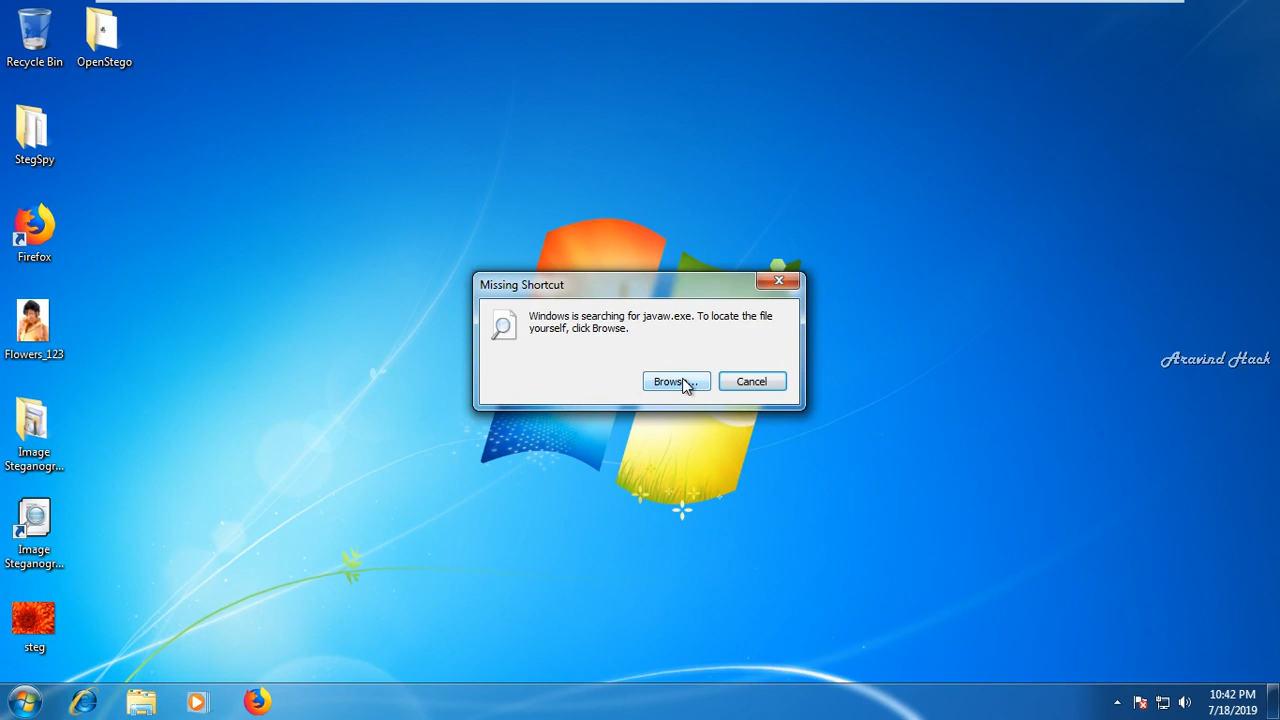 Recycle Bin
OpenStego
StegSpy
Firefox
Flowers_123
Image
Steganogr...
Image
Steganogr...
steg
Missing Shortcut
Windows is searching for javaw.exe. To locate the file
yourself, click Browse.
Cancel
Aravind Hack
10:42 PM
7/18/2019